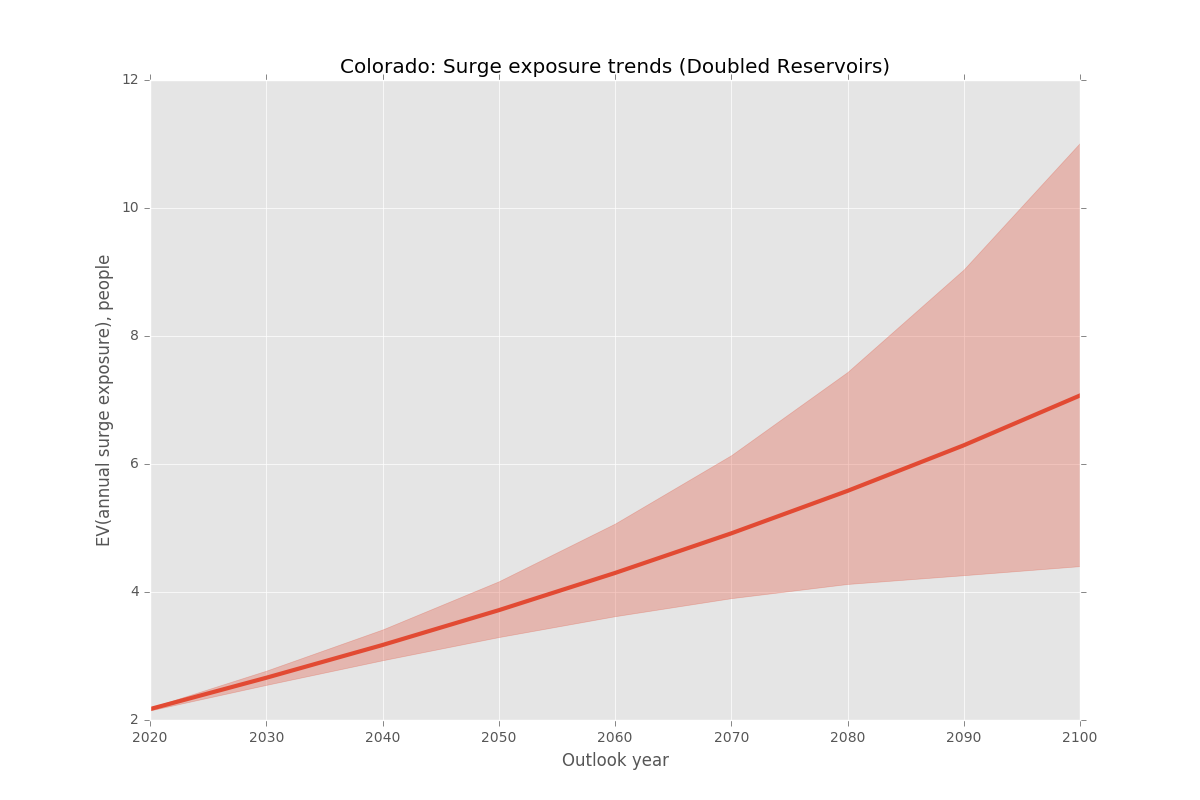 Colorado: Surge exposure trends (Doubled Reservoirs)
12
10
8
6
4
2
EV(annual surge exposure), people
2020 2030 2040 2050 2060 2070 2080 2090 2100
Outlook year